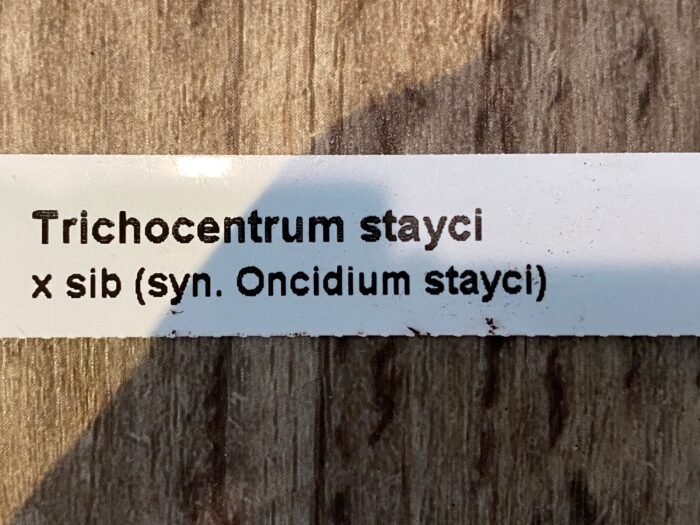 Trichocentrum stayci
x sib (syn. Oncidium stayci)